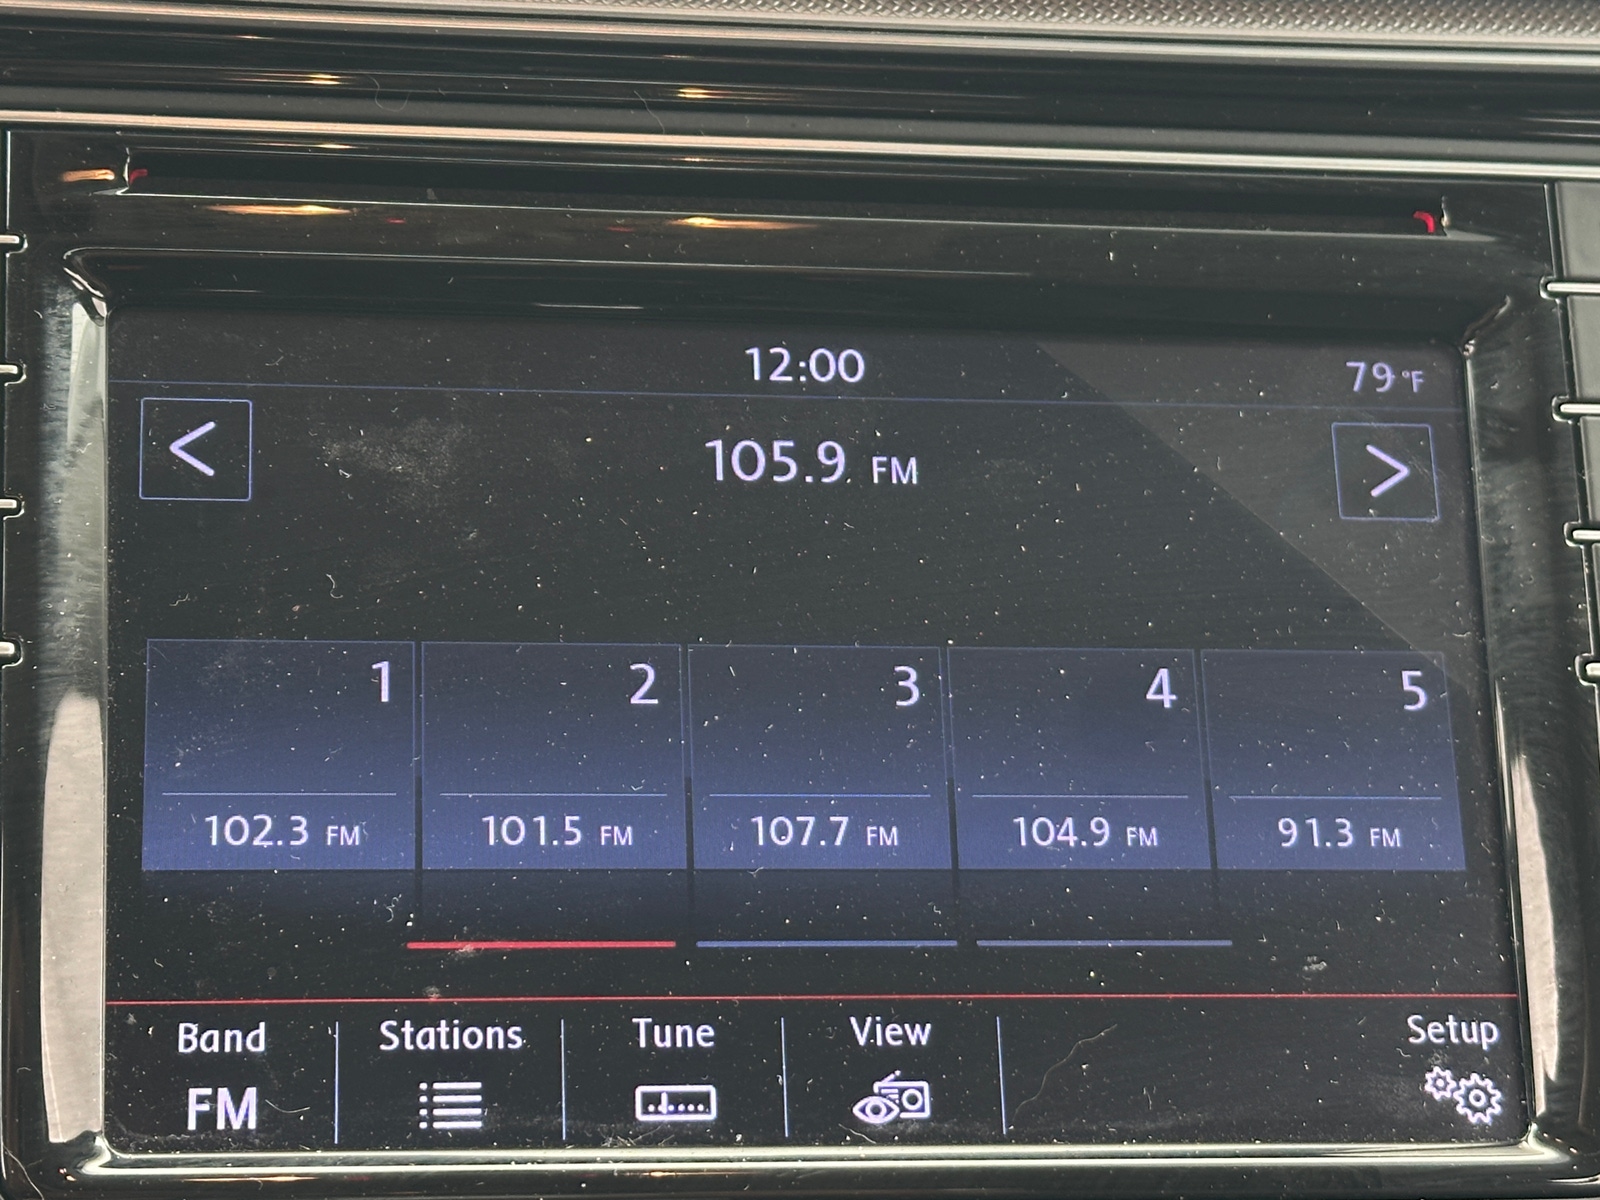 12:00
79 °F
< 105.9 FM >
1 2 3 4 5
102.3 FM 101.5 FM 107.7 FM 104.9 FM 91.3 FM
Band Stations Tune View Setup
FM